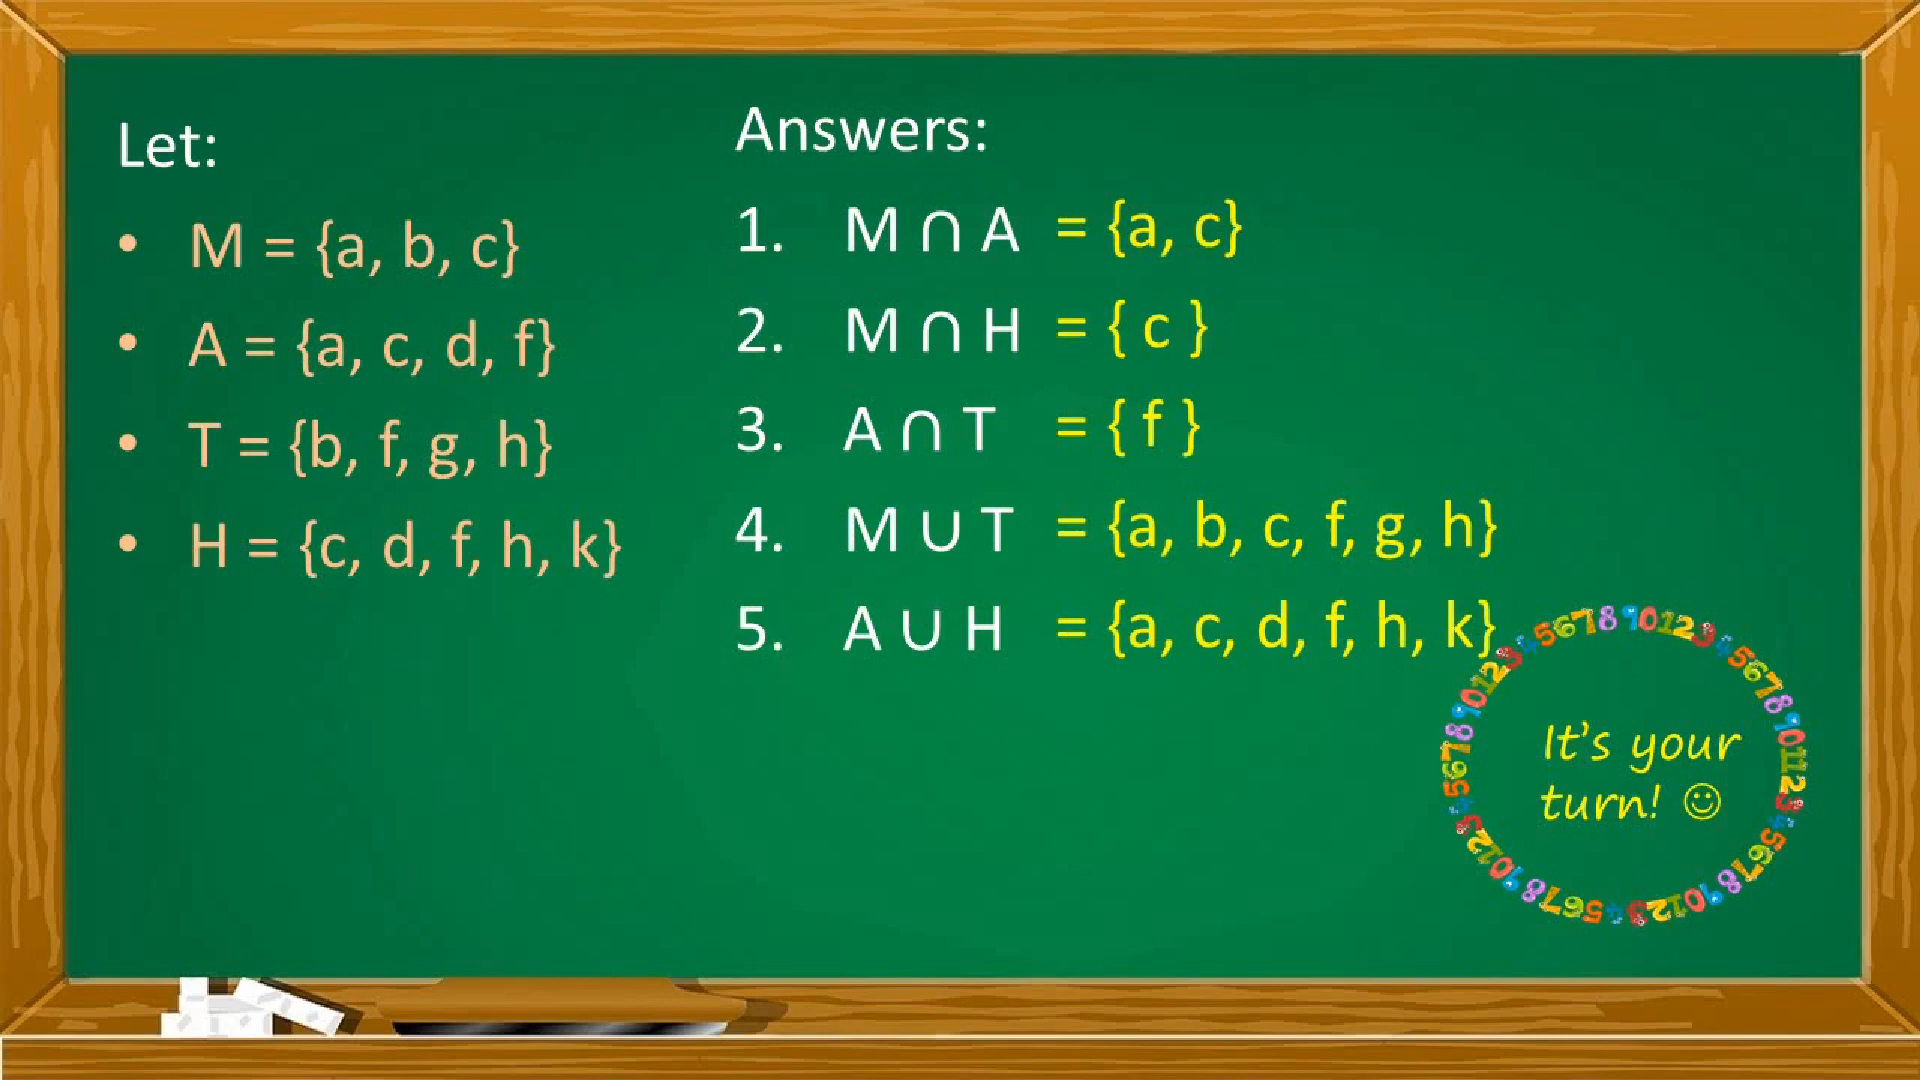 Let:
• M = {a, b, c}
• A = {a, c, d, f}
• T = {b, f, g, h}
• H = {c, d, f, h, k}
Answers:
1. M ∩ A = {a, c}
2. M ∩ H = { c }
3. A ∩ T = { f }
4. M ∪ T = {a, b, c, f, g, h}
5. A ∪ H = {a, c, d, f, h, k}
It's your
turn! ☺